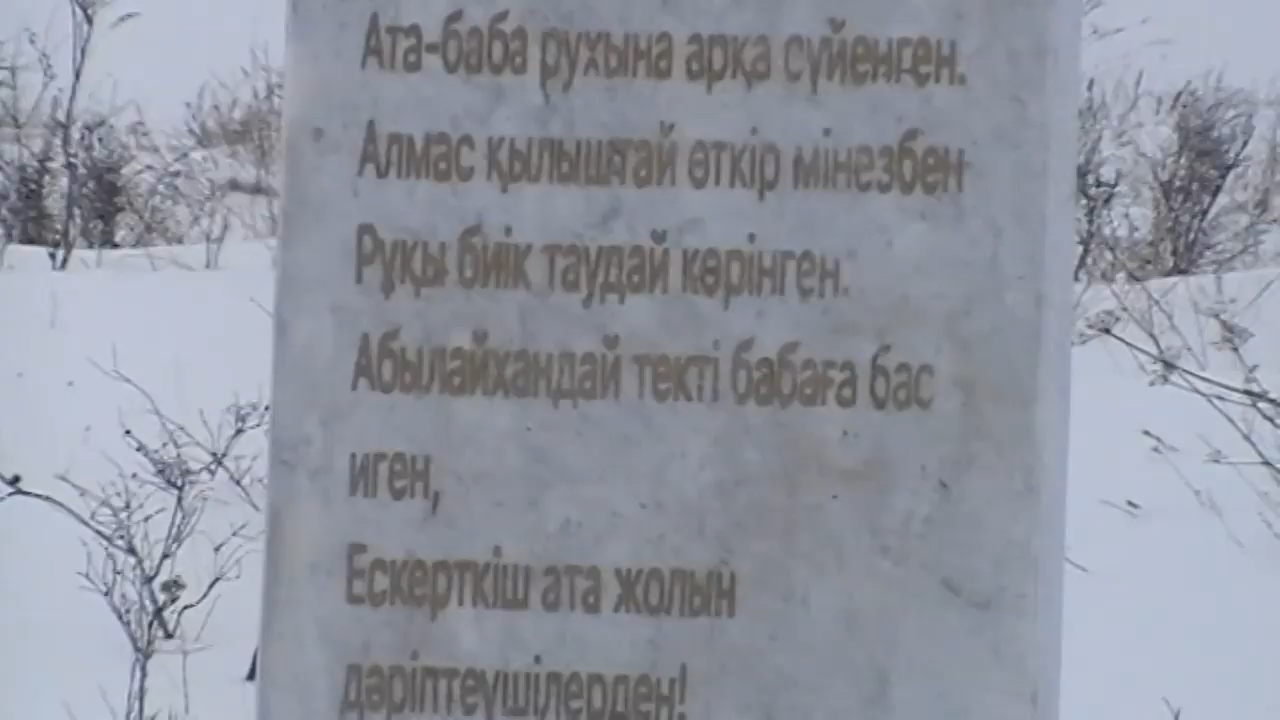 Ата-баба рухына арқа сүйенген.
Алмас қылыштай өткір мінезбен
Рұқы биік таудай көрінген.
Абылайхандай текті бабаға бас
иген,
Ескерткіш ата жолын
дәріптеушілерден!